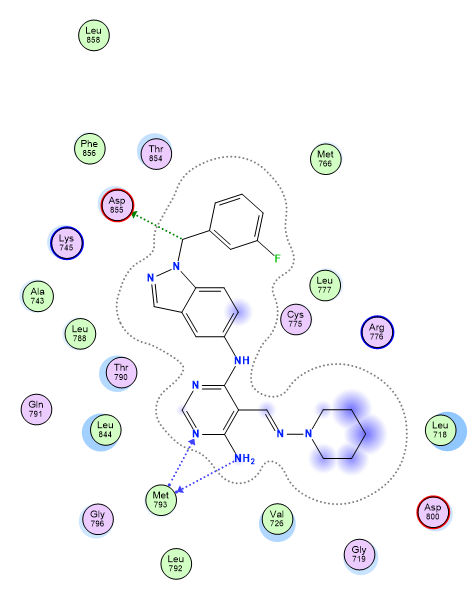 Leu
858
Phe
856
Thr
854
Met
766
Asp
855
Lys
745
F
N
N
Ala
743
Leu
777
Cys
775
Leu
788
Arg
776
NH
Thr
790
N
Gln
791
Leu
844
N
N
N
Leu
718
NH2
Met
793
Gly
796
Val
726
Asp
800
Gly
719
Leu
792